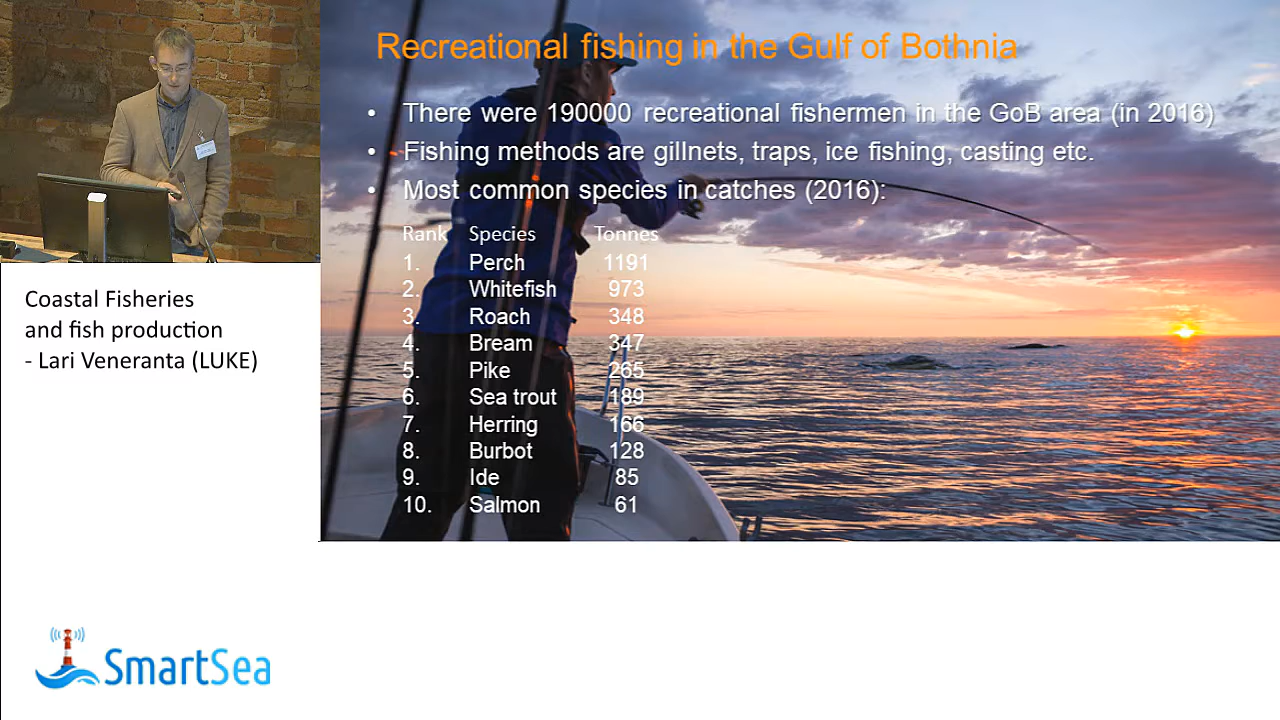 Recreational fishing in the Gulf of Bothnia
• There were 190000 recreational fishermen in the GoB area (in 2016)
• Fishing methods are gillnets, traps, ice fishing, casting etc.
• Most common species in catches (2016):
Rank Species Tonnes
1. Perch 1191
2. Whitefish 973
3. Roach 348
4. Bream 347
5. Pike 265
6. Sea trout 189
7. Herring 166
8. Burbot 128
9. Ide 85
10. Salmon 61
Coastal Fisheries
and fish production
- Lari Veneranta (LUKE)
SmartSea